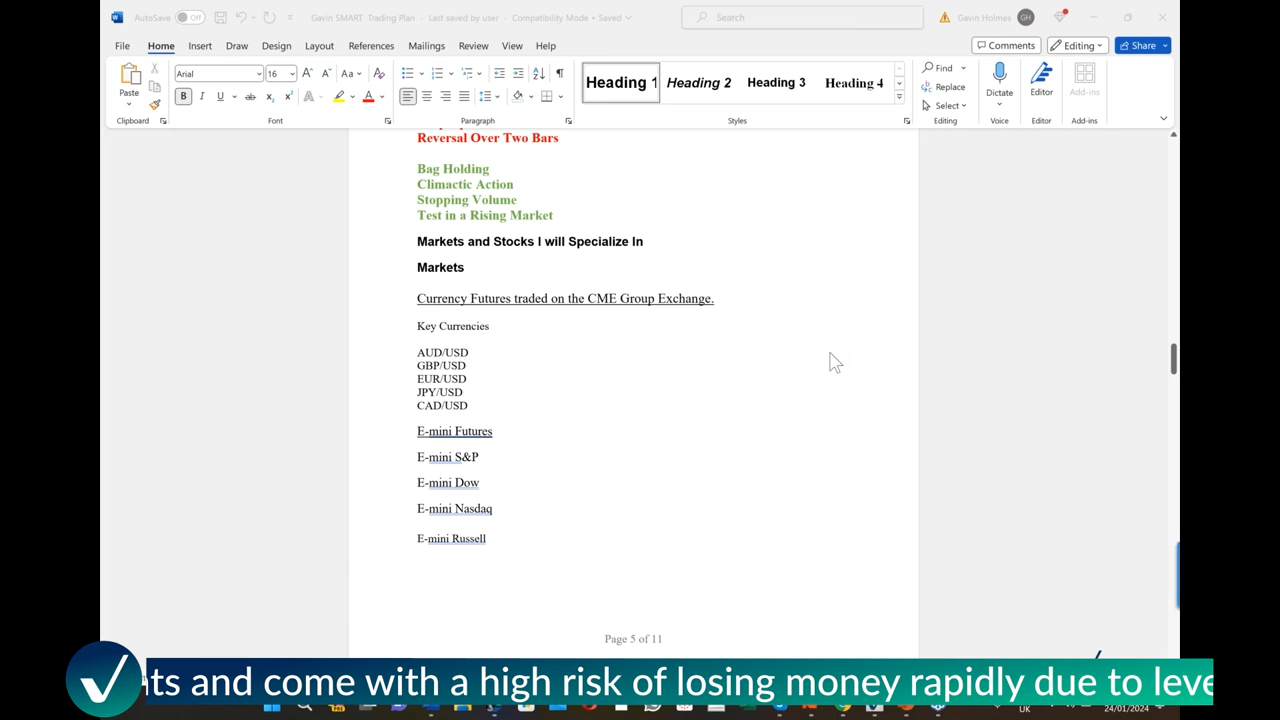 AutoSave Off Gavin SMART Trading Plan - Last saved by user - Compatibility Mode • Saved Search Gavin Holmes GH
File Home Insert Draw Design Layout References Mailings Review View Help Comments Editing Share
Arial 16 Heading 1 Heading 2 Heading 3 Heading 4 Find Replace Select
Paste Dictate Editor Add-ins
Clipboard Font Paragraph Styles Editing Voice Editor Add-ins
Reversal Over Two Bars
Bag Holding
Climactic Action
Stopping Volume
Test in a Rising Market
Markets and Stocks I will Specialize In
Markets
Currency Futures traded on the CME Group Exchange.
Key Currencies
AUD/USD
GBP/USD
EUR/USD
JPY/USD
CAD/USD
E-mini Futures
E-mini S&P
E-mini Dow
E-mini Nasdaq
E-mini Russell
Page 5 of 11
ts and come with a high risk of losing money rapidly due to leve
UK 24/01/2024